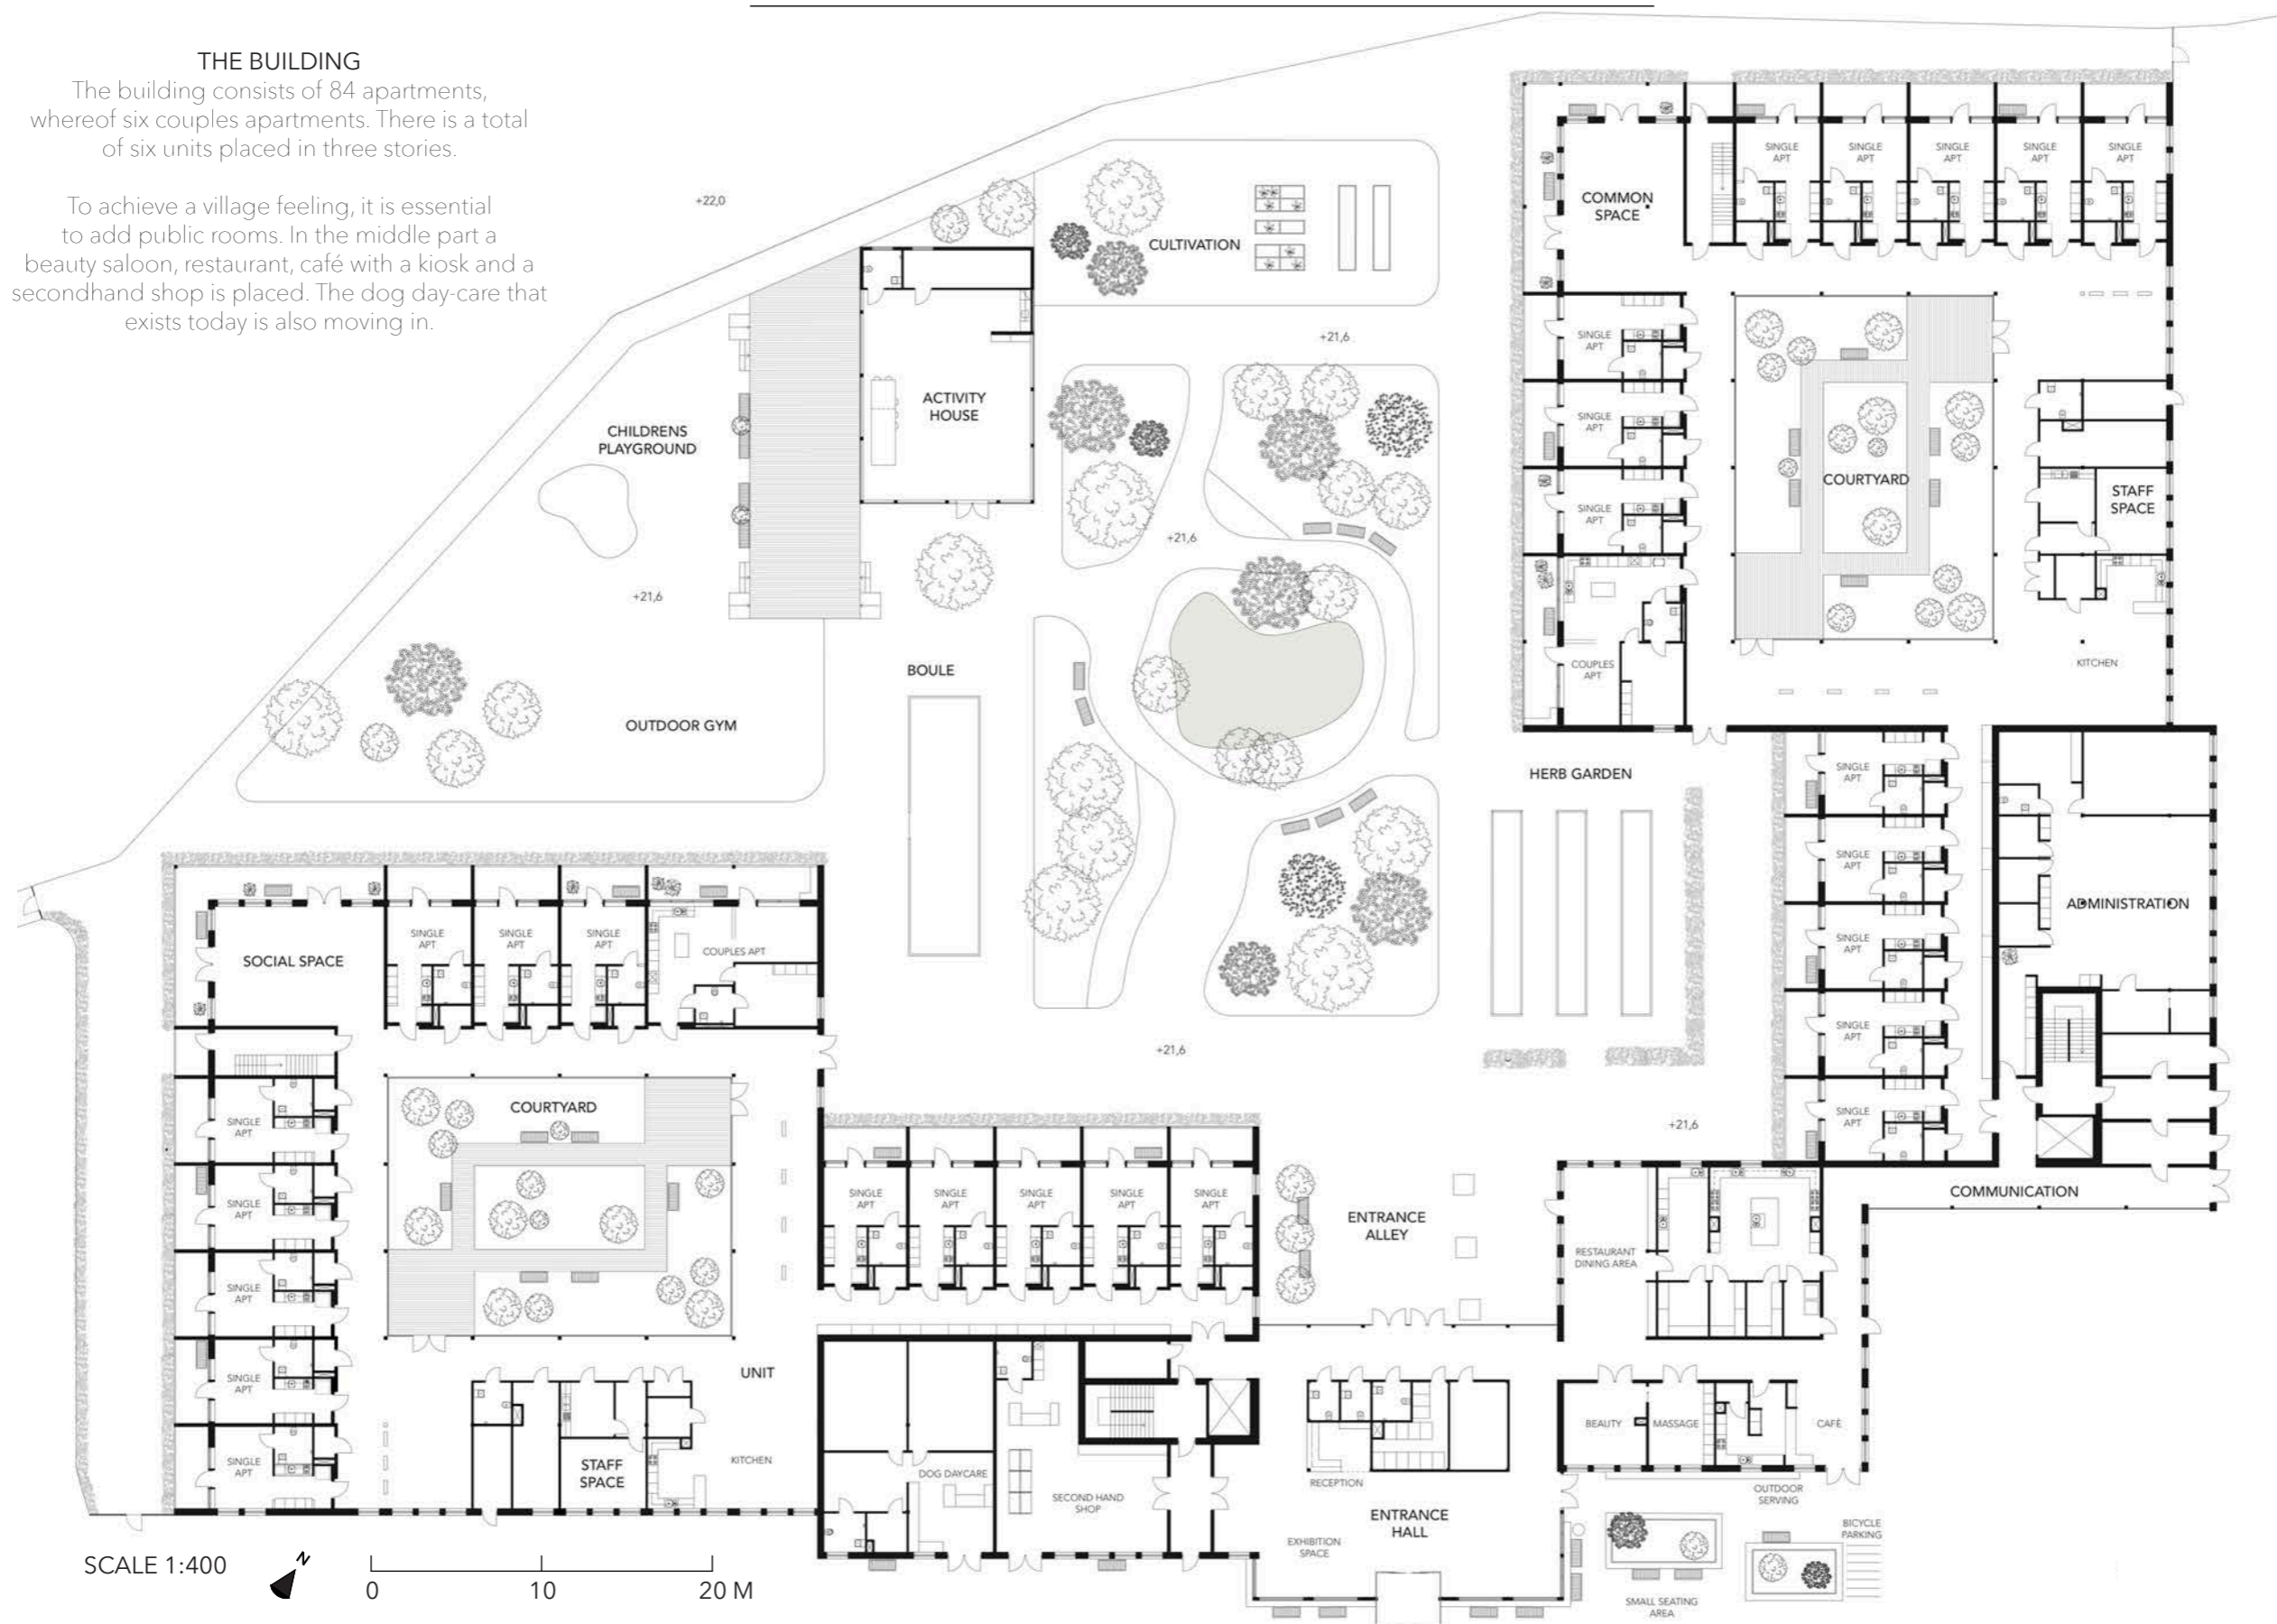 THE BUILDING
The building consists of 84 apartments,
whereof six couples apartments. There is a total
of six units placed in three stories.
To achieve a village feeling, it is essential
to add public rooms. In the middle part a
beauty saloon, restaurant, café with a kiosk and a
secondhand shop is placed. The dog day-care that
exists today is also moving in.
+22,0
CULTIVATION
+21,6
ACTIVITY
HOUSE
CHILDRENS
PLAYGROUND
+21,6
+21,6
BOULE
OUTDOOR GYM
COMMON
SPACE
SINGLE
APT
SINGLE
APT
SINGLE
APT
SINGLE
APT
SINGLE
APT
SINGLE
APT
SINGLE
APT
SINGLE
APT
COUPLES
APT
COURTYARD
STAFF
SPACE
KITCHEN
HERB GARDEN
SINGLE
APT
SINGLE
APT
SINGLE
APT
SINGLE
APT
SINGLE
APT
ADMINISTRATION
COMMUNICATION
+21,6
+21,6
SOCIAL SPACE
SINGLE
APT
SINGLE
APT
SINGLE
APT
COUPLES APT
COURTYARD
SINGLE
APT
SINGLE
APT
SINGLE
APT
SINGLE
APT
SINGLE
APT
UNIT
STAFF
SPACE
KITCHEN
SINGLE
APT
SINGLE
APT
SINGLE
APT
SINGLE
APT
SINGLE
APT
ENTRANCE
ALLEY
RESTAURANT
DINING AREA
DOG DAYCARE
SECOND HAND
SHOP
RECEPTION
ENTRANCE
HALL
EXHIBITION
SPACE
BEAUTY
MASSAGE
CAFÈ
OUTDOOR
SERVING
BICYCLE
PARKING
SMALL SEATING
AREA
SCALE 1:400
N
0
10
20 M